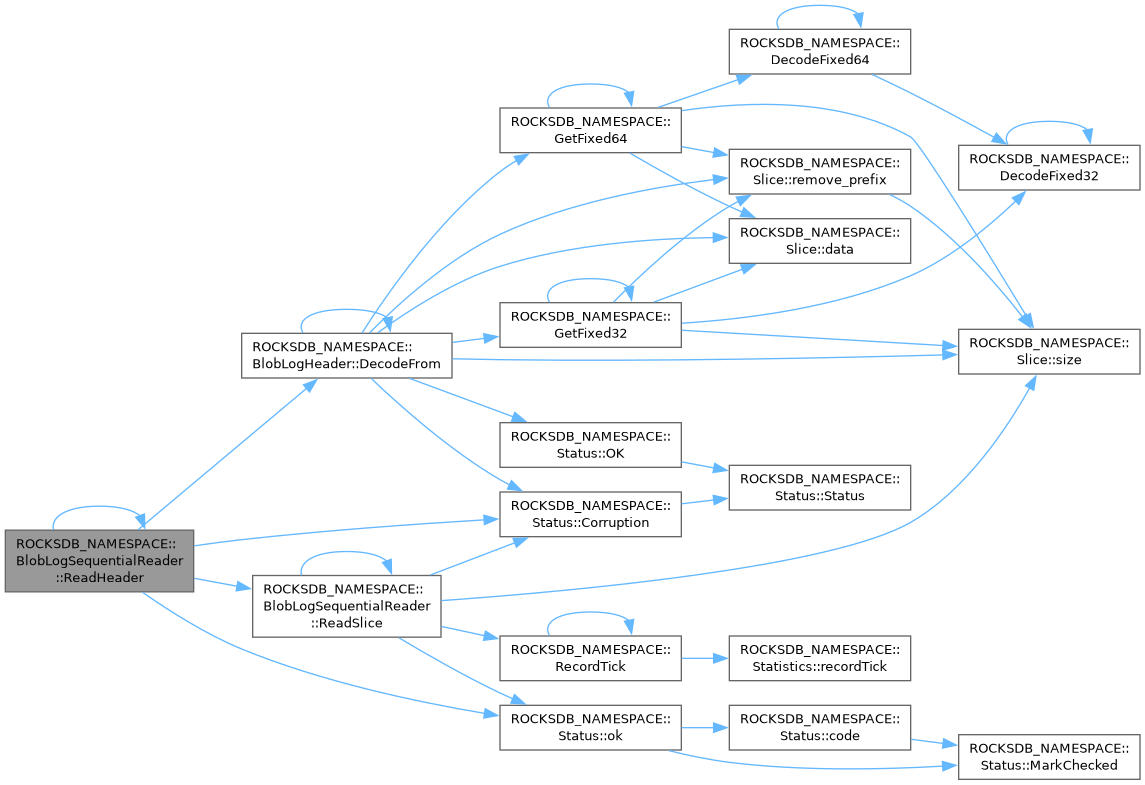 ROCKSDB_NAMESPACE::
DecodeFixed64
ROCKSDB_NAMESPACE::
GetFixed64
ROCKSDB_NAMESPACE::
DecodeFixed32
ROCKSDB_NAMESPACE::
Slice::remove_prefix
ROCKSDB_NAMESPACE::
Slice::data
ROCKSDB_NAMESPACE::
GetFixed32
ROCKSDB_NAMESPACE::
BlobLogHeader::DecodeFrom
ROCKSDB_NAMESPACE::
Slice::size
ROCKSDB_NAMESPACE::
Status::OK
ROCKSDB_NAMESPACE::
Status::Status
ROCKSDB_NAMESPACE::
Status::Corruption
ROCKSDB_NAMESPACE::
BlobLogSequentialReader
::ReadHeader
ROCKSDB_NAMESPACE::
BlobLogSequentialReader
::ReadSlice
ROCKSDB_NAMESPACE::
RecordTick
ROCKSDB_NAMESPACE::
Statistics::recordTick
ROCKSDB_NAMESPACE::
Status::ok
ROCKSDB_NAMESPACE::
Status::code
ROCKSDB_NAMESPACE::
Status::MarkChecked